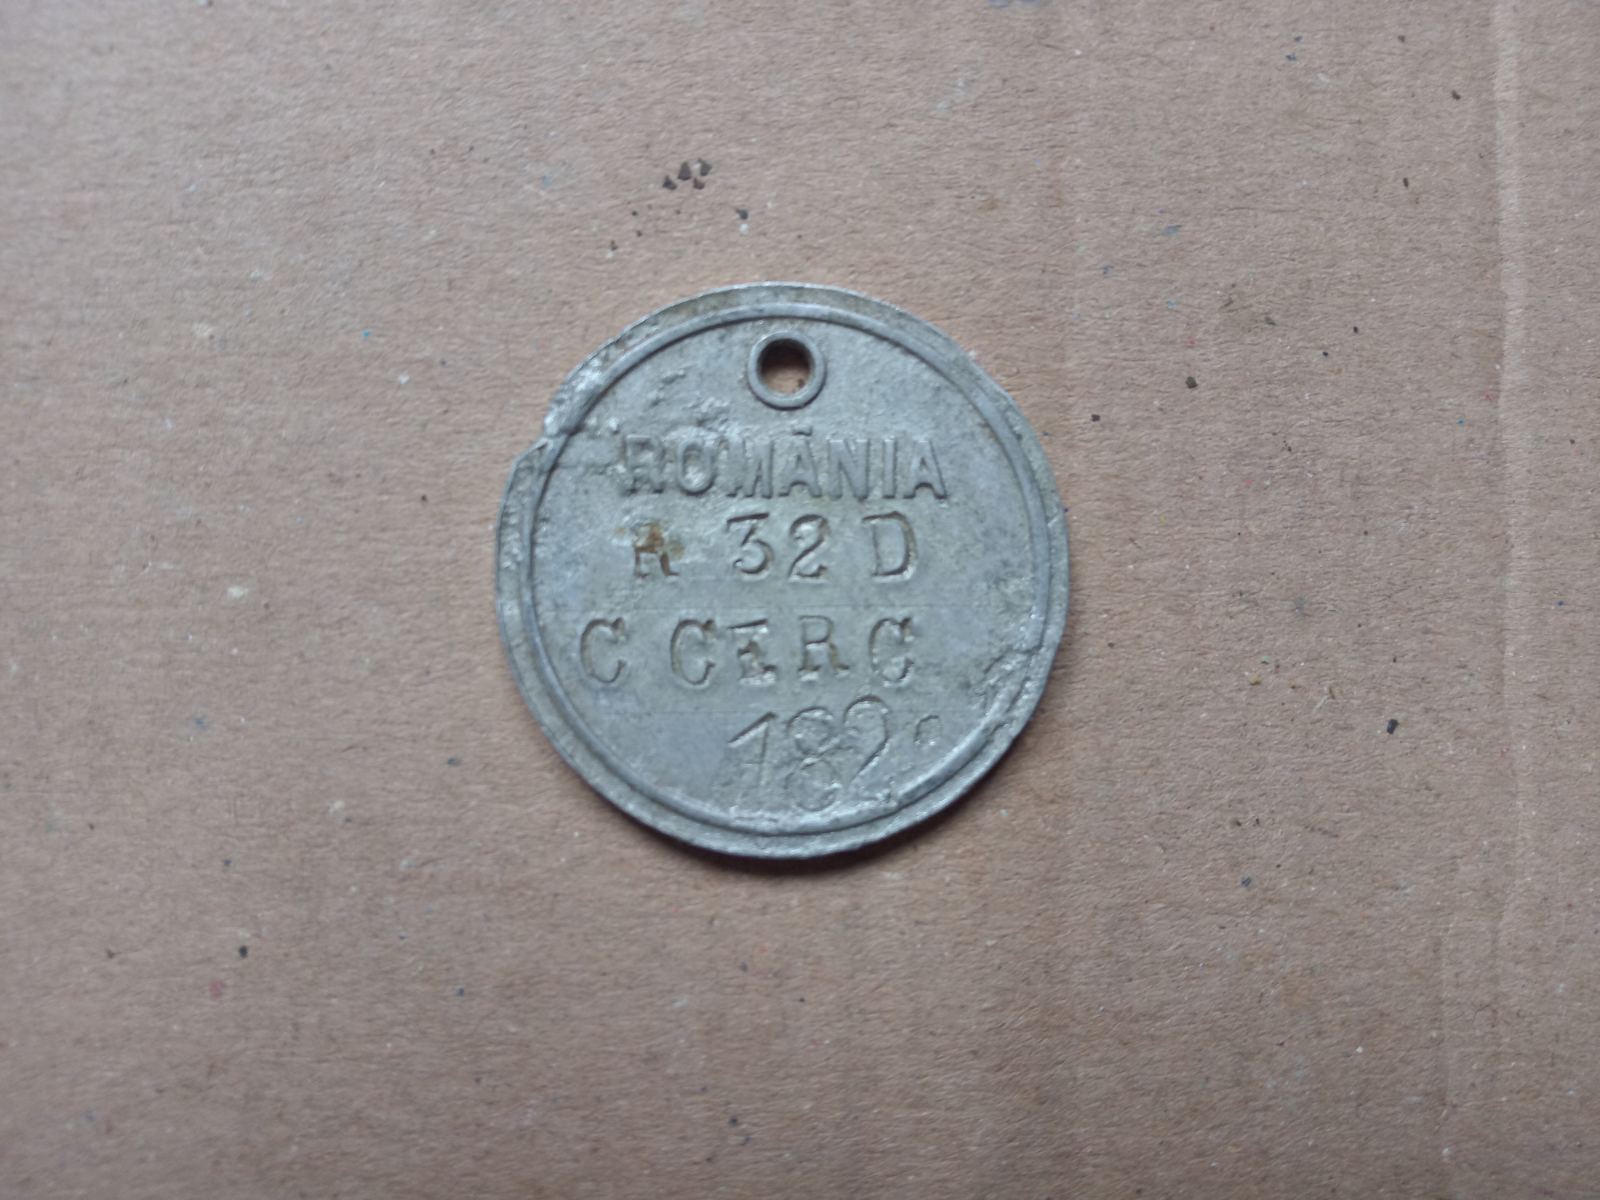 ROMÂNIA
R 32 D
C CERC
182